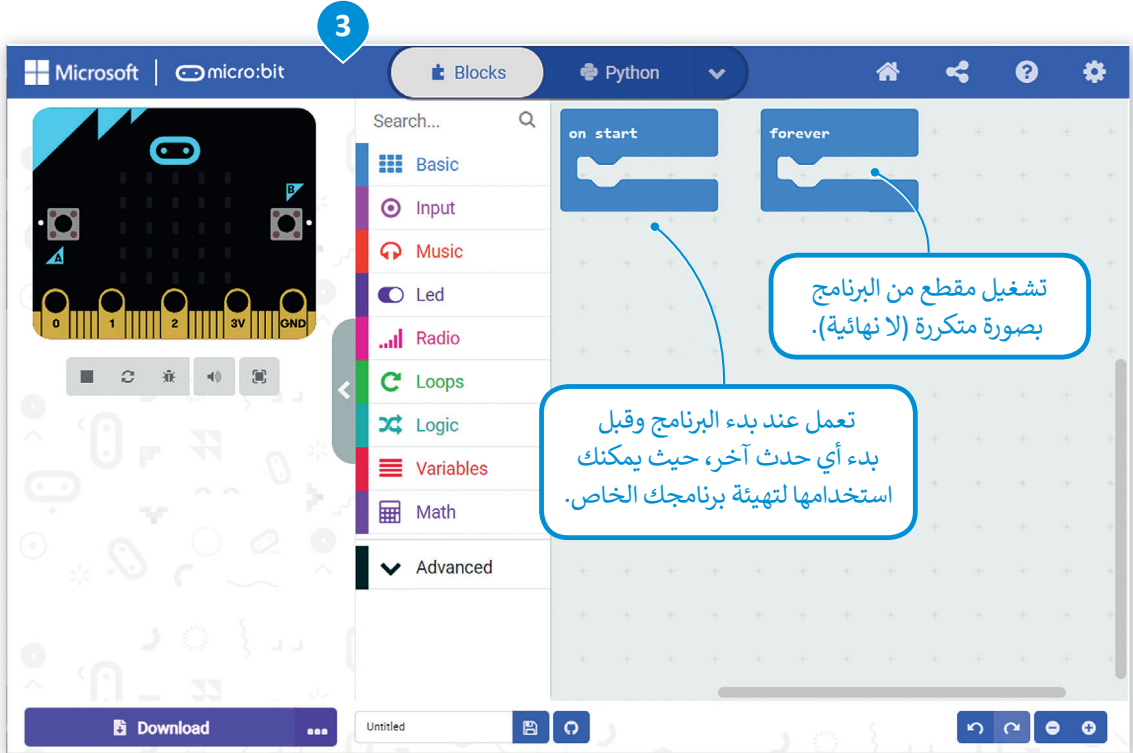 3
Microsoft
micro:bit
Blocks
Python
A
B
0
1
2
3V
GND
Search...
Basic
Input
Music
Led
Radio
Loops
Logic
Variables
Math
Advanced
on start
forever
تشغيل مقطع من البرنامج
بصورة متكررة (لا نهائية).
تعمل عند بدء البرنامج وقبل
بدء أي حدث آخر، حيث يمكنك
استخدامها لتهيئة برنامجك الخاص.
Download
Untitled